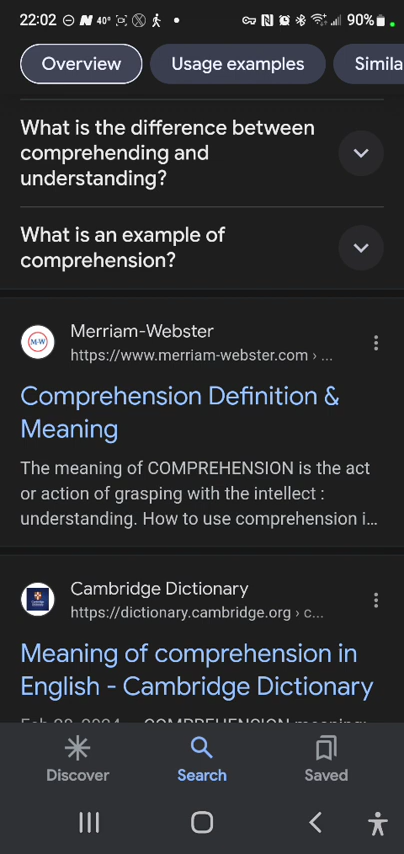 22:02 N 40° 90%
Overview Usage examples Simila
What is the difference between
comprehending and
understanding?
What is an example of
comprehension?
M-W Merriam-Webster
https://www.merriam-webster.com › ...
Comprehension Definition &
Meaning
The meaning of COMPREHENSION is the act
or action of grasping with the intellect :
understanding. How to use comprehension i...
Cambridge Dictionary
https://dictionary.cambridge.org › c...
Meaning of comprehension in
English - Cambridge Dictionary
Discover Search Saved